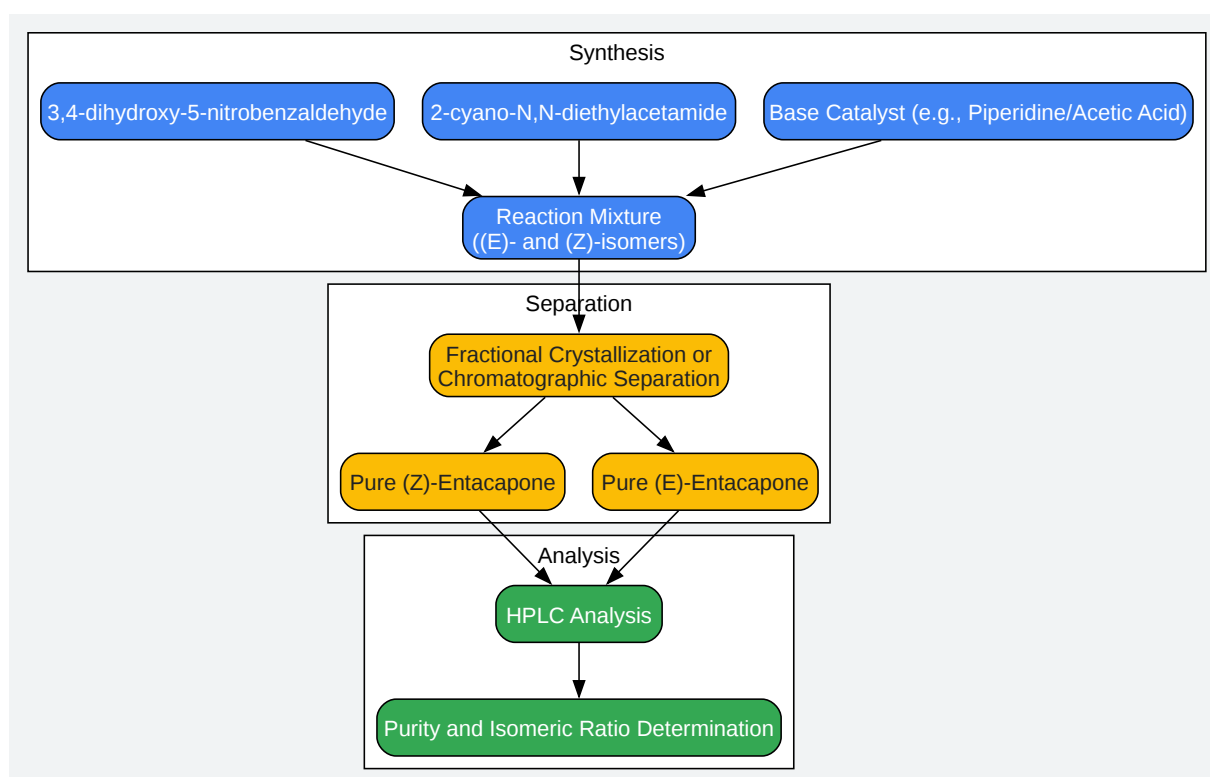 Synthesis
3,4-dihydroxy-5-nitrobenzaldehyde
2-cyano-N,N-diethylacetamide
Base Catalyst (e.g., Piperidine/Acetic Acid)
Reaction Mixture
((E)- and (Z)-isomers)
Separation
Fractional Crystallization or
Chromatographic Separation
Pure (Z)-Entacapone
Pure (E)-Entacapone
Analysis
HPLC Analysis
Purity and Isomeric Ratio Determination